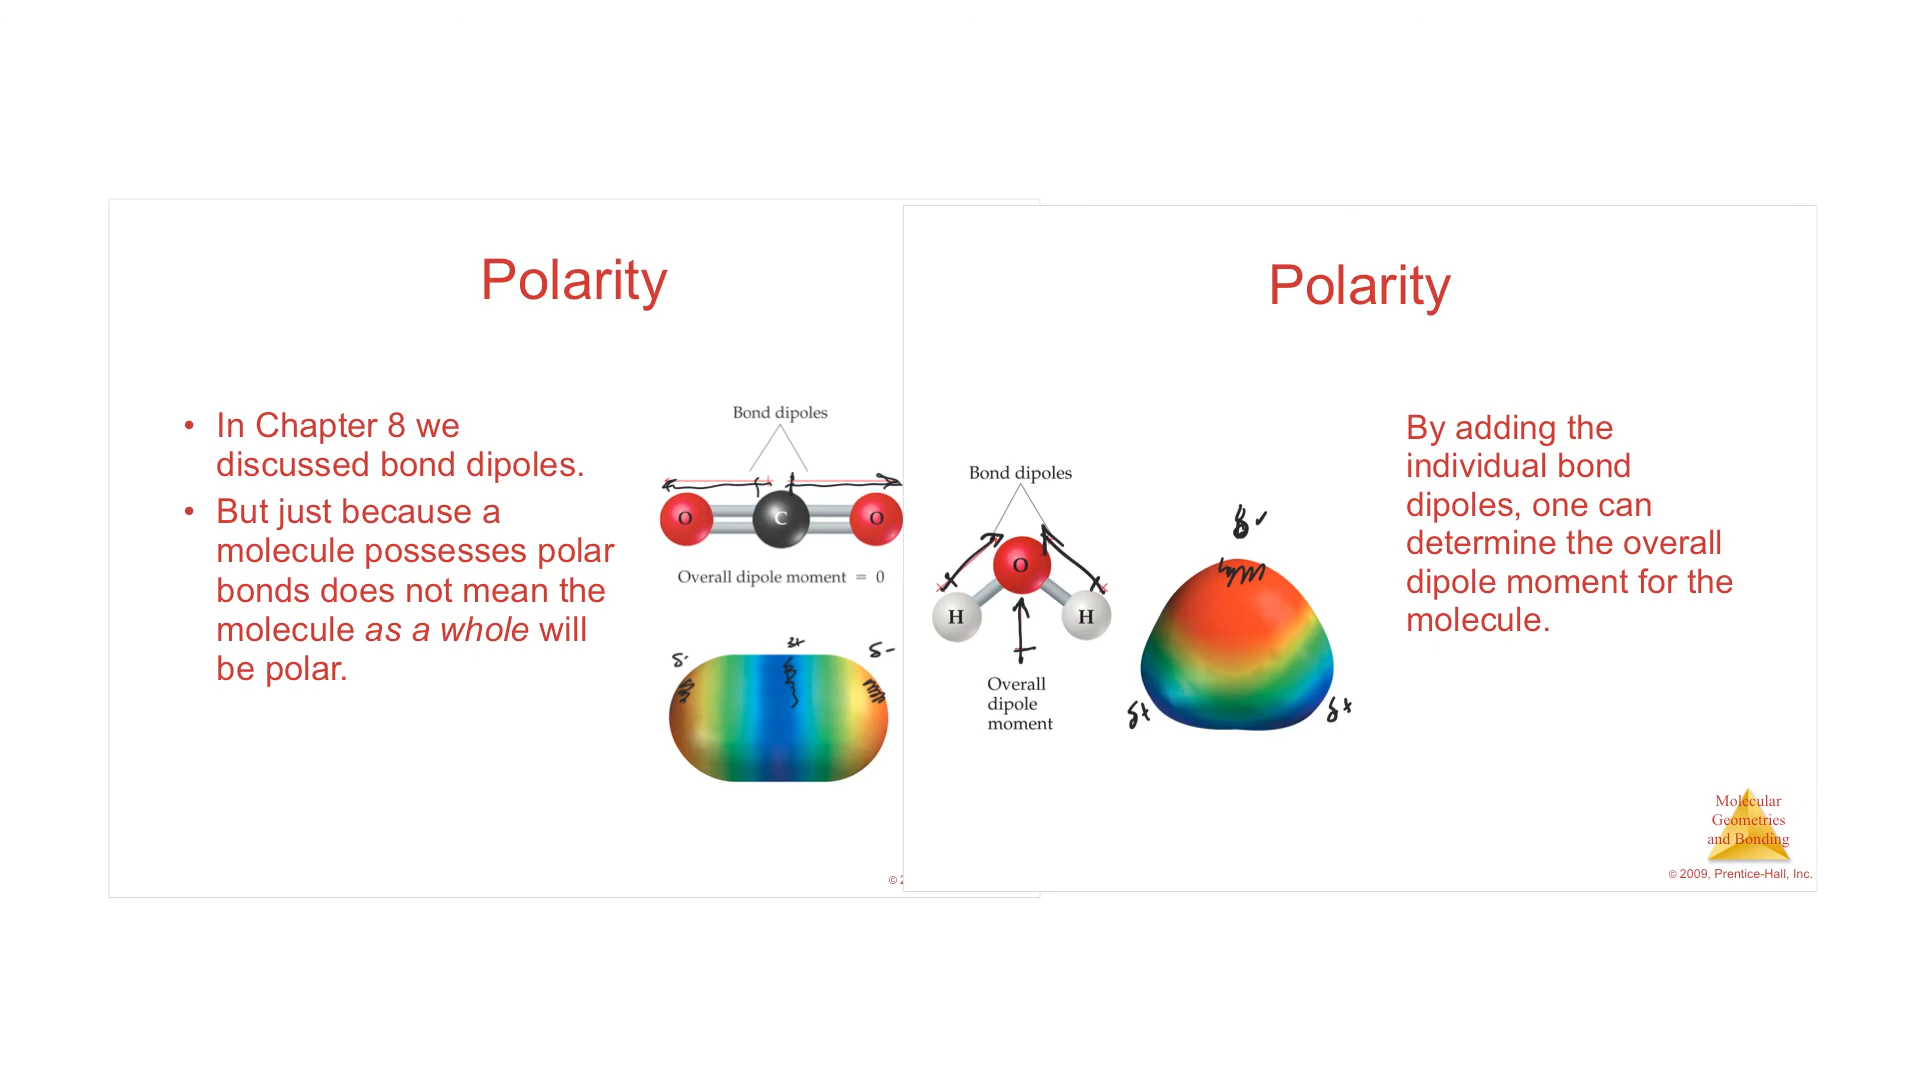 Polarity
• In Chapter 8 we
discussed bond dipoles.
• But just because a
molecule possesses polar
bonds does not mean the
molecule as a whole will
be polar.
Bond dipoles
O C O
Overall dipole moment = 0
δ-
δ-
©
Polarity
Bond dipoles
O
H H
Overall
dipole
moment
δ+
δ+
By adding the
individual bond
dipoles, one can
determine the overall
dipole moment for the
molecule.
Molecular
Geometries
and Bonding
© 2009, Prentice-Hall, Inc.